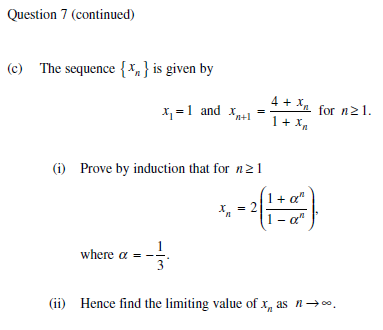 Question 7 (continued)
(c) The sequence {xₙ} is given by
x₁ = 1 and xₙ₊₁ = (4 + xₙ)/(1 + xₙ) for n ≥ 1.
(i) Prove by induction that for n ≥ 1
xₙ = 2((1 + αⁿ)/(1 − αⁿ)),
where α = −1/3.
(ii) Hence find the limiting value of xₙ as n → ∞.